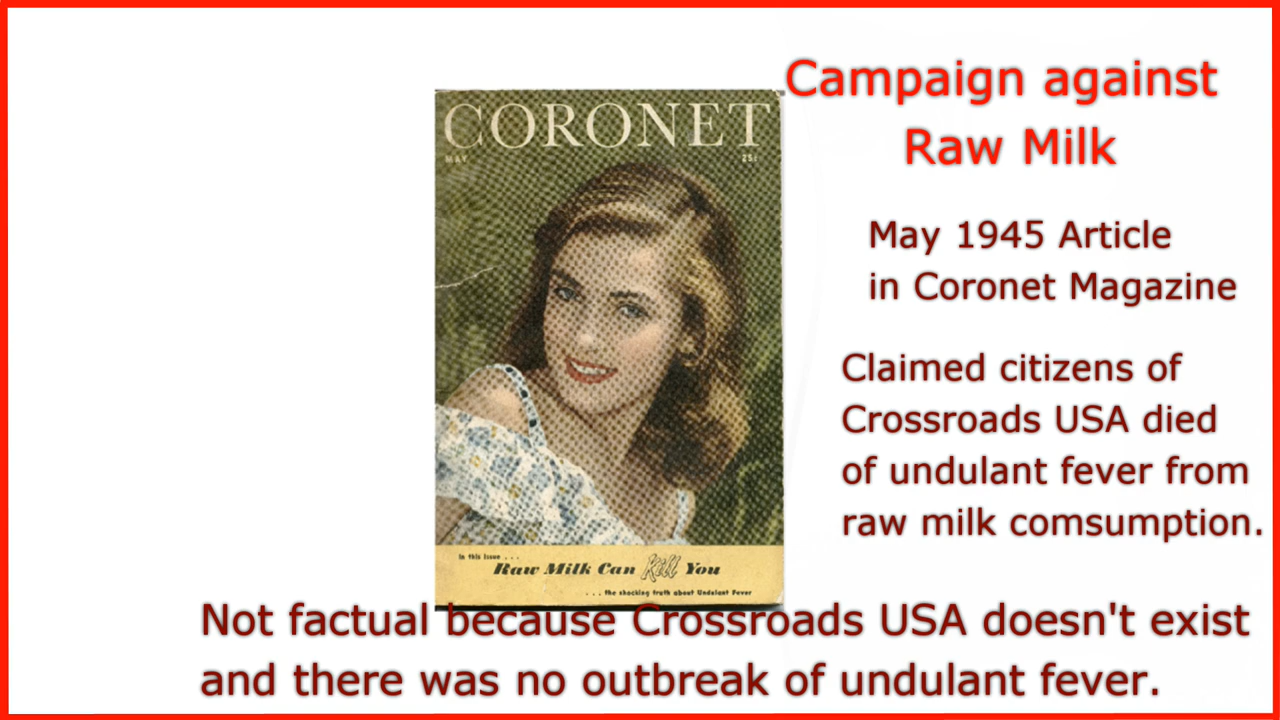 Campaign against
Raw Milk
CORONET
MAY 25¢
May 1945 Article
in Coronet Magazine
Claimed citizens of
Crossroads USA died
of undulant fever from
raw milk comsumption.
In this issue . . .
Raw Milk Can Kill You
. . . the shocking truth about Undulant Fever
Not factual because Crossroads USA doesn't exist
and there was no outbreak of undulant fever.